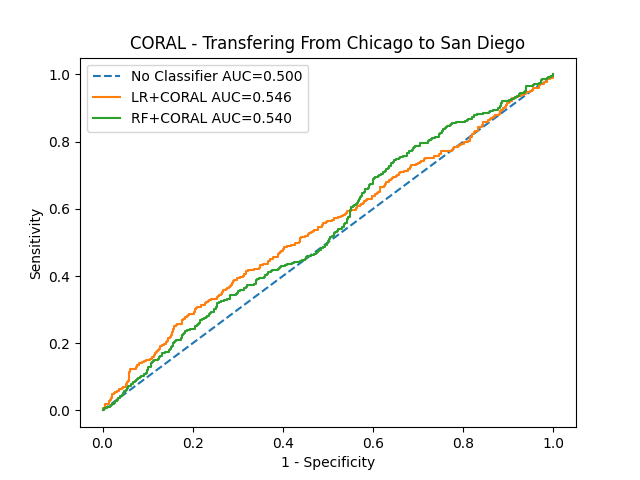 CORAL - Transfering From Chicago to San Diego
No Classifier AUC=0.500
LR+CORAL AUC=0.546
RF+CORAL AUC=0.540
Sensitivity
1.0
0.8
0.6
0.4
0.2
0.0
0.0 0.2 0.4 0.6 0.8 1.0
1 - Specificity